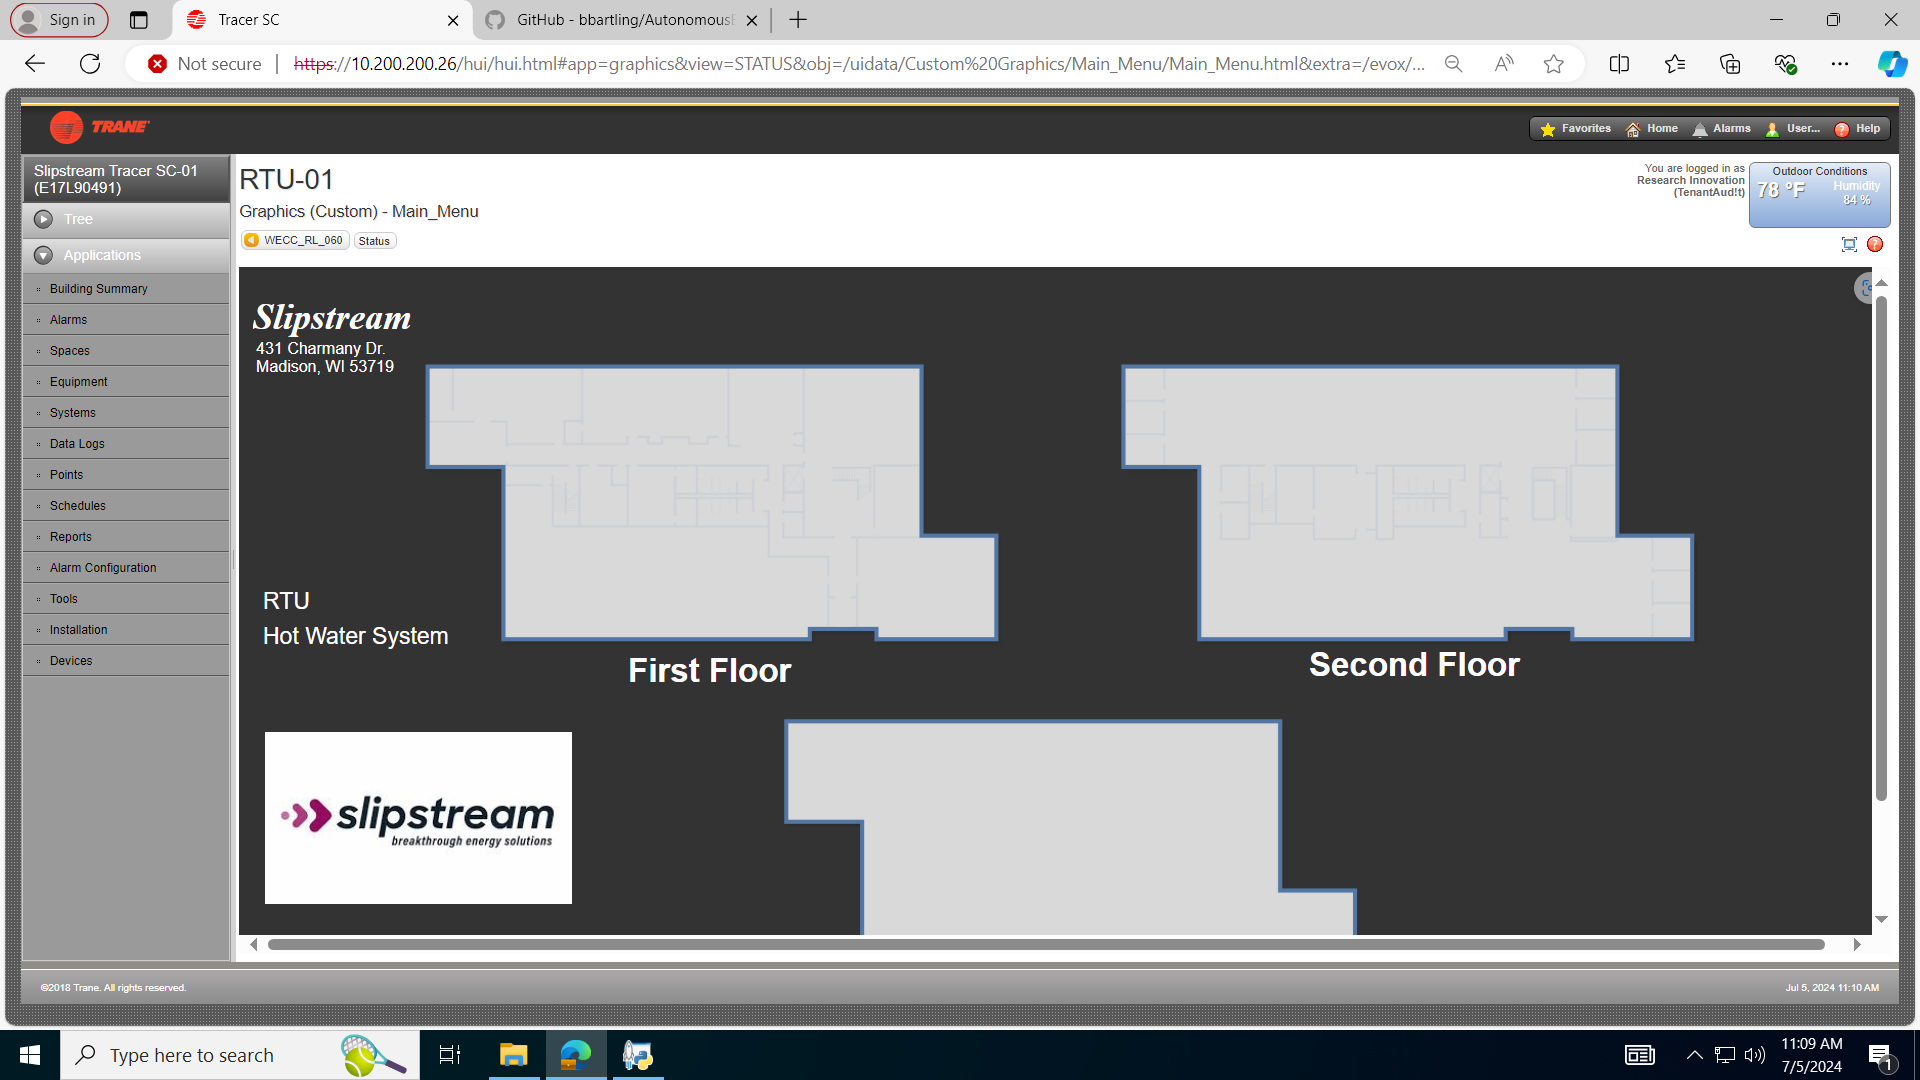 Sign in
Tracer SC
GitHub - bbartling/Autonomous
Not secure
https://10.200.200.26/hui/hui.html#app=graphics&view=STATUS&obj=/uidata/Custom%20Graphics/Main_Menu/Main_Menu.html&extra=/evox/...
TRANE
Favorites
Home
Alarms
User...
Help
Slipstream Tracer SC-01
(E17L90491)
Tree
Applications
Building Summary
Alarms
Spaces
Equipment
Systems
Data Logs
Points
Schedules
Reports
Alarm Configuration
Tools
Installation
Devices
RTU-01
Graphics (Custom) - Main_Menu
WECC_RL_060
Status
You are logged in as
Research Innovation
(TenantAud!t)
Outdoor Conditions
78 °F
Humidity
84 %
Slipstream
431 Charmany Dr.
Madison, WI 53719
RTU
Hot Water System
First Floor
Second Floor
slipstream
breakthrough energy solutions
©2018 Trane. All rights reserved.
Jul 5, 2024 11:10 AM
Type here to search
11:09 AM
7/5/2024
1